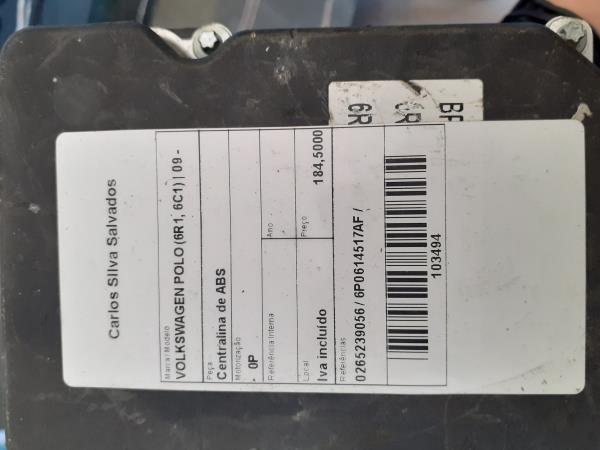 Carlos SIlva Salvados
Marca / Modelo
VOLKSWAGEN POLO (6R1, 6C1) | 09 -
Peça
Centralina de ABS
Motorização
- 0P
Referência Interna
Ano
Local
Preço
Iva incluído
184,5000
Referências
0265239056 / 6P0614517AF /
103494
6R